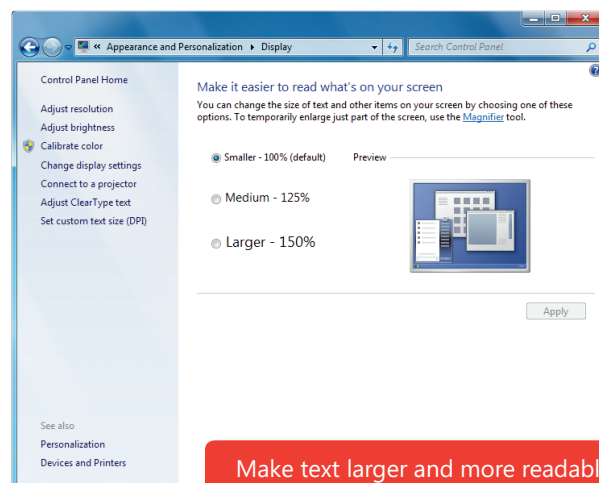 « Appearance and Personalization ▸ Display
Search Control Panel
Control Panel Home
Adjust resolution
Adjust brightness
Calibrate color
Change display settings
Connect to a projector
Adjust ClearType text
Set custom text size (DPI)
See also
Personalization
Devices and Printers
Make it easier to read what's on your screen
You can change the size of text and other items on your screen by choosing one of these
options. To temporarily enlarge just part of the screen, use the Magnifier tool.
Smaller - 100% (default) Preview
Medium - 125%
Larger - 150%
Apply
Make text larger and more readabl